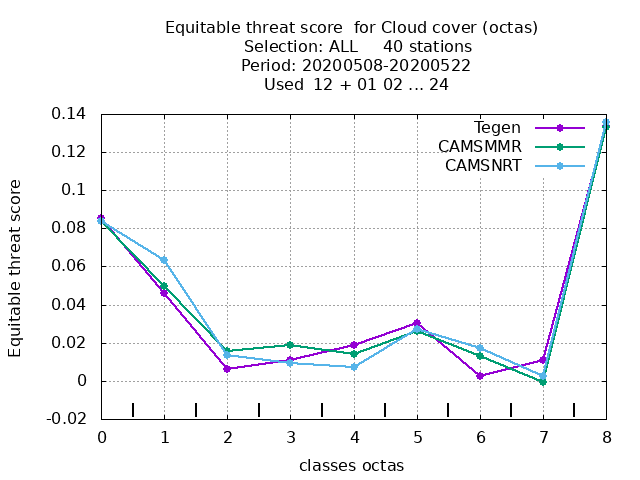 Equitable threat score  for Cloud cover (octas)
Selection: ALL     40 stations
Period: 20200508-20200522
Used  12 + 01 02 ... 24
0.14
0.12
0.1
0.08
0.06
0.04
0.02
0
-0.02
Equitable threat score
Tegen
CAMSMMR
CAMSNRT
0 1 2 3 4 5 6 7 8
classes octas